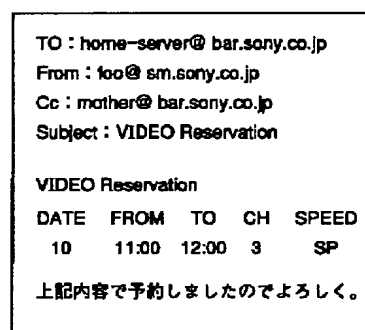 TO：home-server@ bar.sony.co.jp
From：foo@ sm.sony.co.jp
Cc：mother@ bar.sony.co.jp
Subject：VIDEO Reservation
VIDEO Reservation
DATE FROM TO CH SPEED
10 11:00 12:00 3 SP
上記内容で予約しましたのでよろしく。